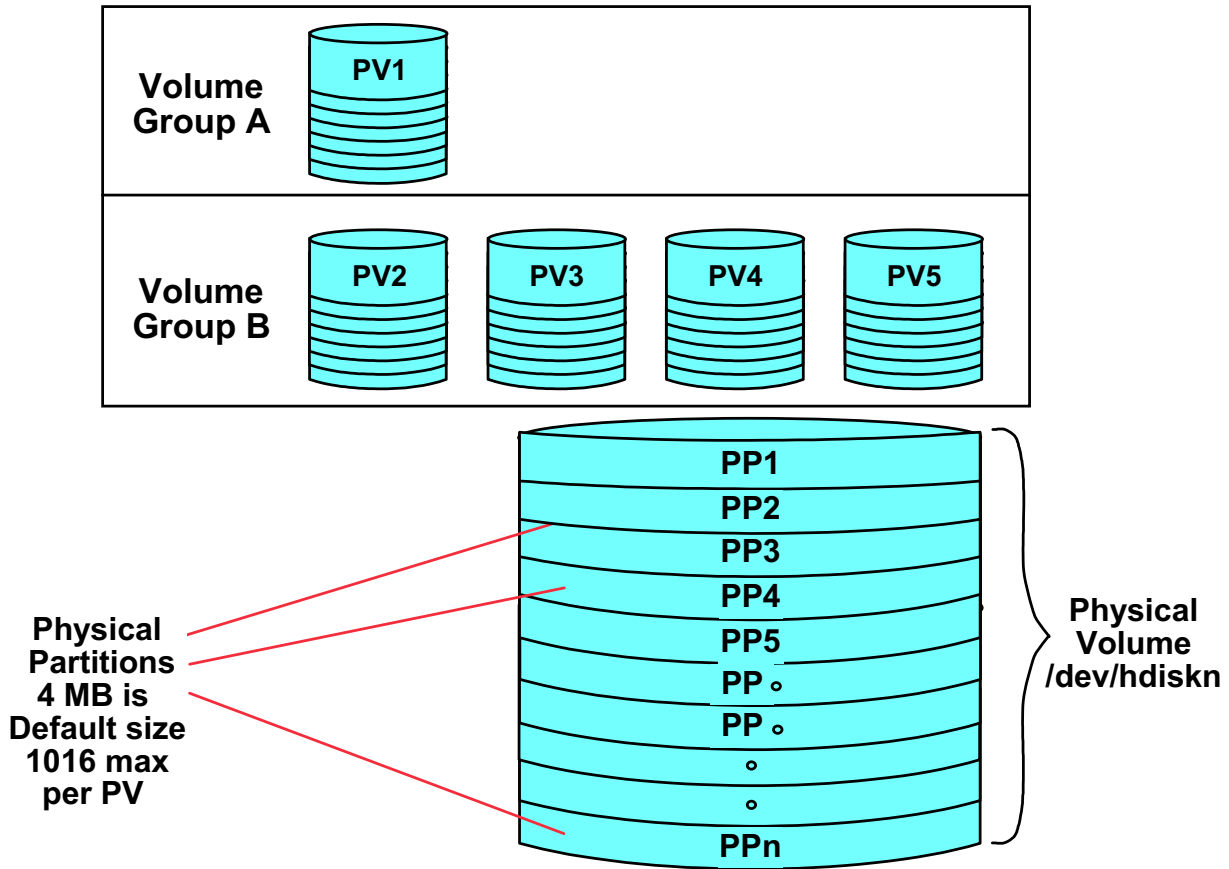 Volume
Group A
PV1
Volume
Group B
PV2
PV3
PV4
PV5
PP1
PP2
PP3
PP4
PP5
PP
PP
PPn
Physical
Partitions
4 MB is
Default size
1016 max
per PV
Physical
Volume
/dev/hdiskn